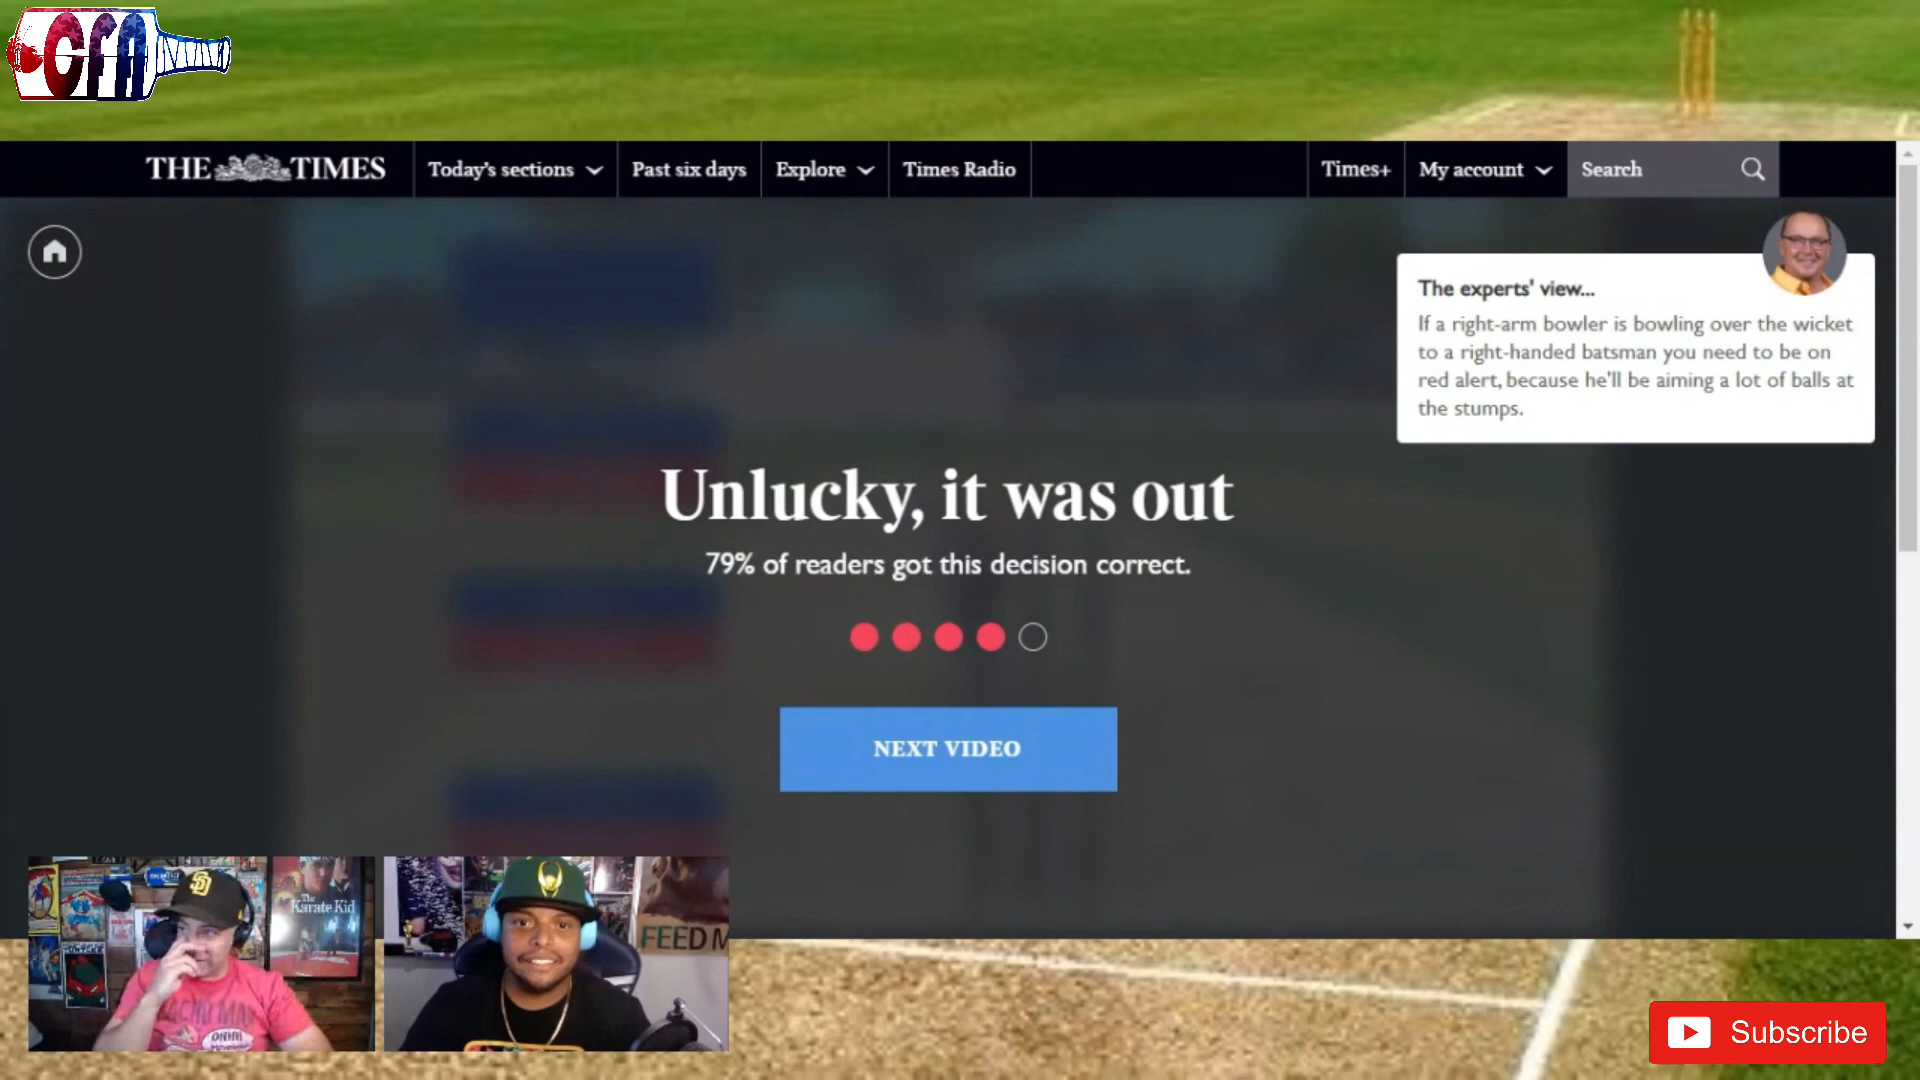 CFA
THE TIMES
Today's sections
Past six days
Explore
Times Radio
Times+
My account
Search
The experts' view...
If a right-arm bowler is bowling over the wicket
to a right-handed batsman you need to be on
red alert, because he'll be aiming a lot of balls at
the stumps.
Unlucky, it was out
79% of readers got this decision correct.
NEXT VIDEO
SD
The
Karate Kid
FEED M
Subscribe